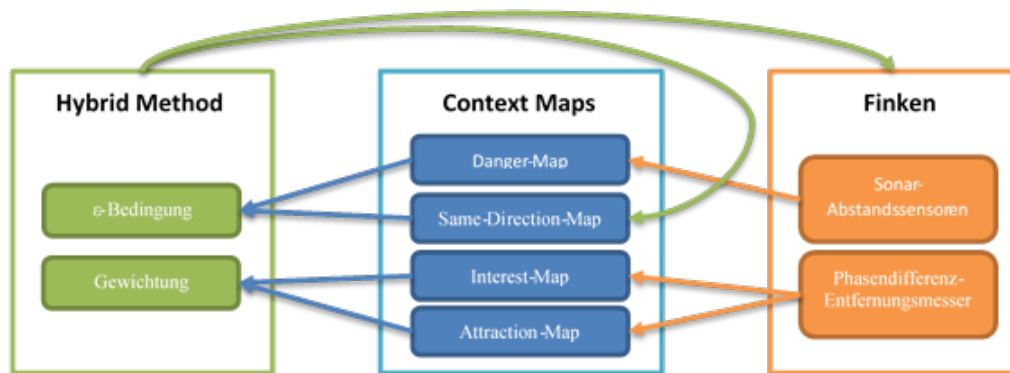 Hybrid Method
ε-Bedingung
Gewichtung
Context Maps
Danger-Map
Same-Direction-Map
Interest-Map
Attraction-Map
Finken
Sonar-
Abstandssensoren
Phasendifferenz-
Entfernungsmesser